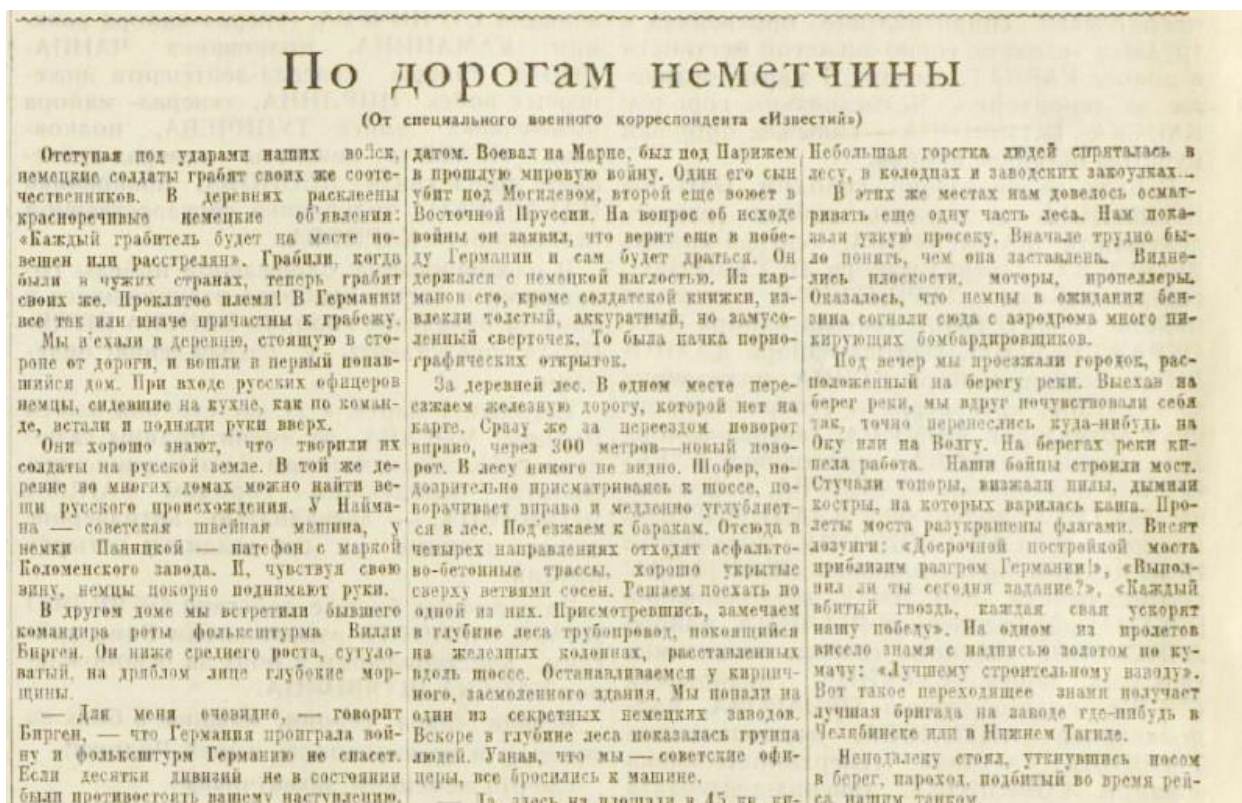 По дорогам неметчины
(От специального военного корреспондента «Известий»)
Отступая под ударами наших войск,
немецкие солдаты грабят своих же соотe-
чественников. В деревнях расклеены
красноречивые немецкие об'явления:
«Каждый грабитель будет на месте по-
вешен или расстрелян». Грабили, когда
были в чужих странах, теперь грабят
своих же. Проклятое племя! В Германии
все так или иначе причастны к грабежу.
Мы в'ехали в деревню, стоящую в сто-
роне от дороги, и вошли в первый попав-
шийся дом. При входе русских офицеров
немцы, сидевшие на кухне, как по коман-
де, встали и подняли руки вверх.
Они хорошо знают, что творили их
солдаты на русской земле. В той же де-
ревне во многих домах можно найти ве-
щи русского происхождения. У Найма-
на — советская швейная машина, у
немки Паницкой — патефон с маркой
Коломенского завода. И, чувствуя свою
вину, немцы покорно поднимают руки.
В другом доме мы встретили бывшего
командира роты фольксштурма Вилли
Бирген. Он ниже среднего роста, сутуло-
ватый, на дряблом лице глубокие мор-
щины.
— Для меня очевидно, — говорит
Бирген, — что Германия проиграла вой-
ну и фольксштурм Германию не спасет.
Если десятки дивизий не в состоянии
были противостоять вашему наступлению,
датом. Воевал на Марне, был под Парижем
в прошлую мировую войну. Один его сын
убит под Могилевом, второй еще воюет в
Восточной Пруссии. На вопрос об исходе
войны он заявил, что верит еще в побе-
ду Германии и сам будет драться. Он
держался с немецкой наглостью. Из кар-
манов его, кроме солдатской книжки, из-
влекли толстый, аккуратный, но замусо-
ленный сверточек. То была пачка порно-
графических открыток.
За деревней лес. В одном месте пере-
езжаем железную дорогу, которой нет на
карте. Сразу же за переездом поворот
вправо, через 300 метров—новый пово-
рот. В лесу никого не видно. Шофер, по-
дозрительно присматриваясь к шоссе, по-
ворачивает вправо и медленно углубляет-
ся в лес. Под'езжаем к баракам. Отсюда в
четырех направлениях отходят асфальто-
во-бетонные трассы, хорошо укрытые
сверху ветвями сосен. Решаем поехать по
одной из них. Присмотревшись, замечаем
в глубине леса трубопровод, покоящийся
на железных колоннах, расставленных
вдоль шоссе. Останавливаемся у кирпич-
ного, засмоленного здания. Мы попали на
один из секретных немецких заводов.
Вскоре в глубине леса показалась группа
людей. Узнав, что мы — советские офи-
церы, все бросились к машине.
— Да, здесь на площади в 45 кв. ки-
Небольшая горстка людей спряталась в
лесу, в колодцах и заводских закоулках...
В этих же местах нам довелось осмат-
ривать еще одну часть леса. Нам пока-
зали узкую просеку. Вначале трудно бы-
ло понять, чем она заставлена. Видне-
лись плоскости, моторы, пропеллеры.
Оказалось, что немцы в ожидании бен-
зина согнали сюда с аэродрома много пи-
кирующих бомбардировщиков.
Под вечер мы проезжали городок, рас-
положенный на берегу реки. Выехав на
берег реки, мы вдруг почувствовали себя
так, точно перенеслись куда-нибудь на
Оку или на Волгу. На берегах реки ки-
пела работа. Наши бойцы строили мост.
Стучали топоры, визжали пилы, дымили
костры, на которых варилась каша. Про-
леты моста разукрашены флагами. Висят
лозунги: «Досрочной постройкой моста
приблизим разгром Германии!», «Выпол-
нил ли ты сегодня задание?», «Каждый
вбитый гвоздь, каждая свая ускорят
нашу победу». На одном из пролетов
висело знамя с надписью золотом по ку-
мачу: «Лучшему строительному взводу».
Вот такое переходящее знамя получает
лучшая бригада на заводе где-нибудь в
Челябинске или в Нижнем Тагиле.
Неподалеку стоял, уткнувшись носом
в берег, пароход, подбитый во время рей-
са нашим танком.